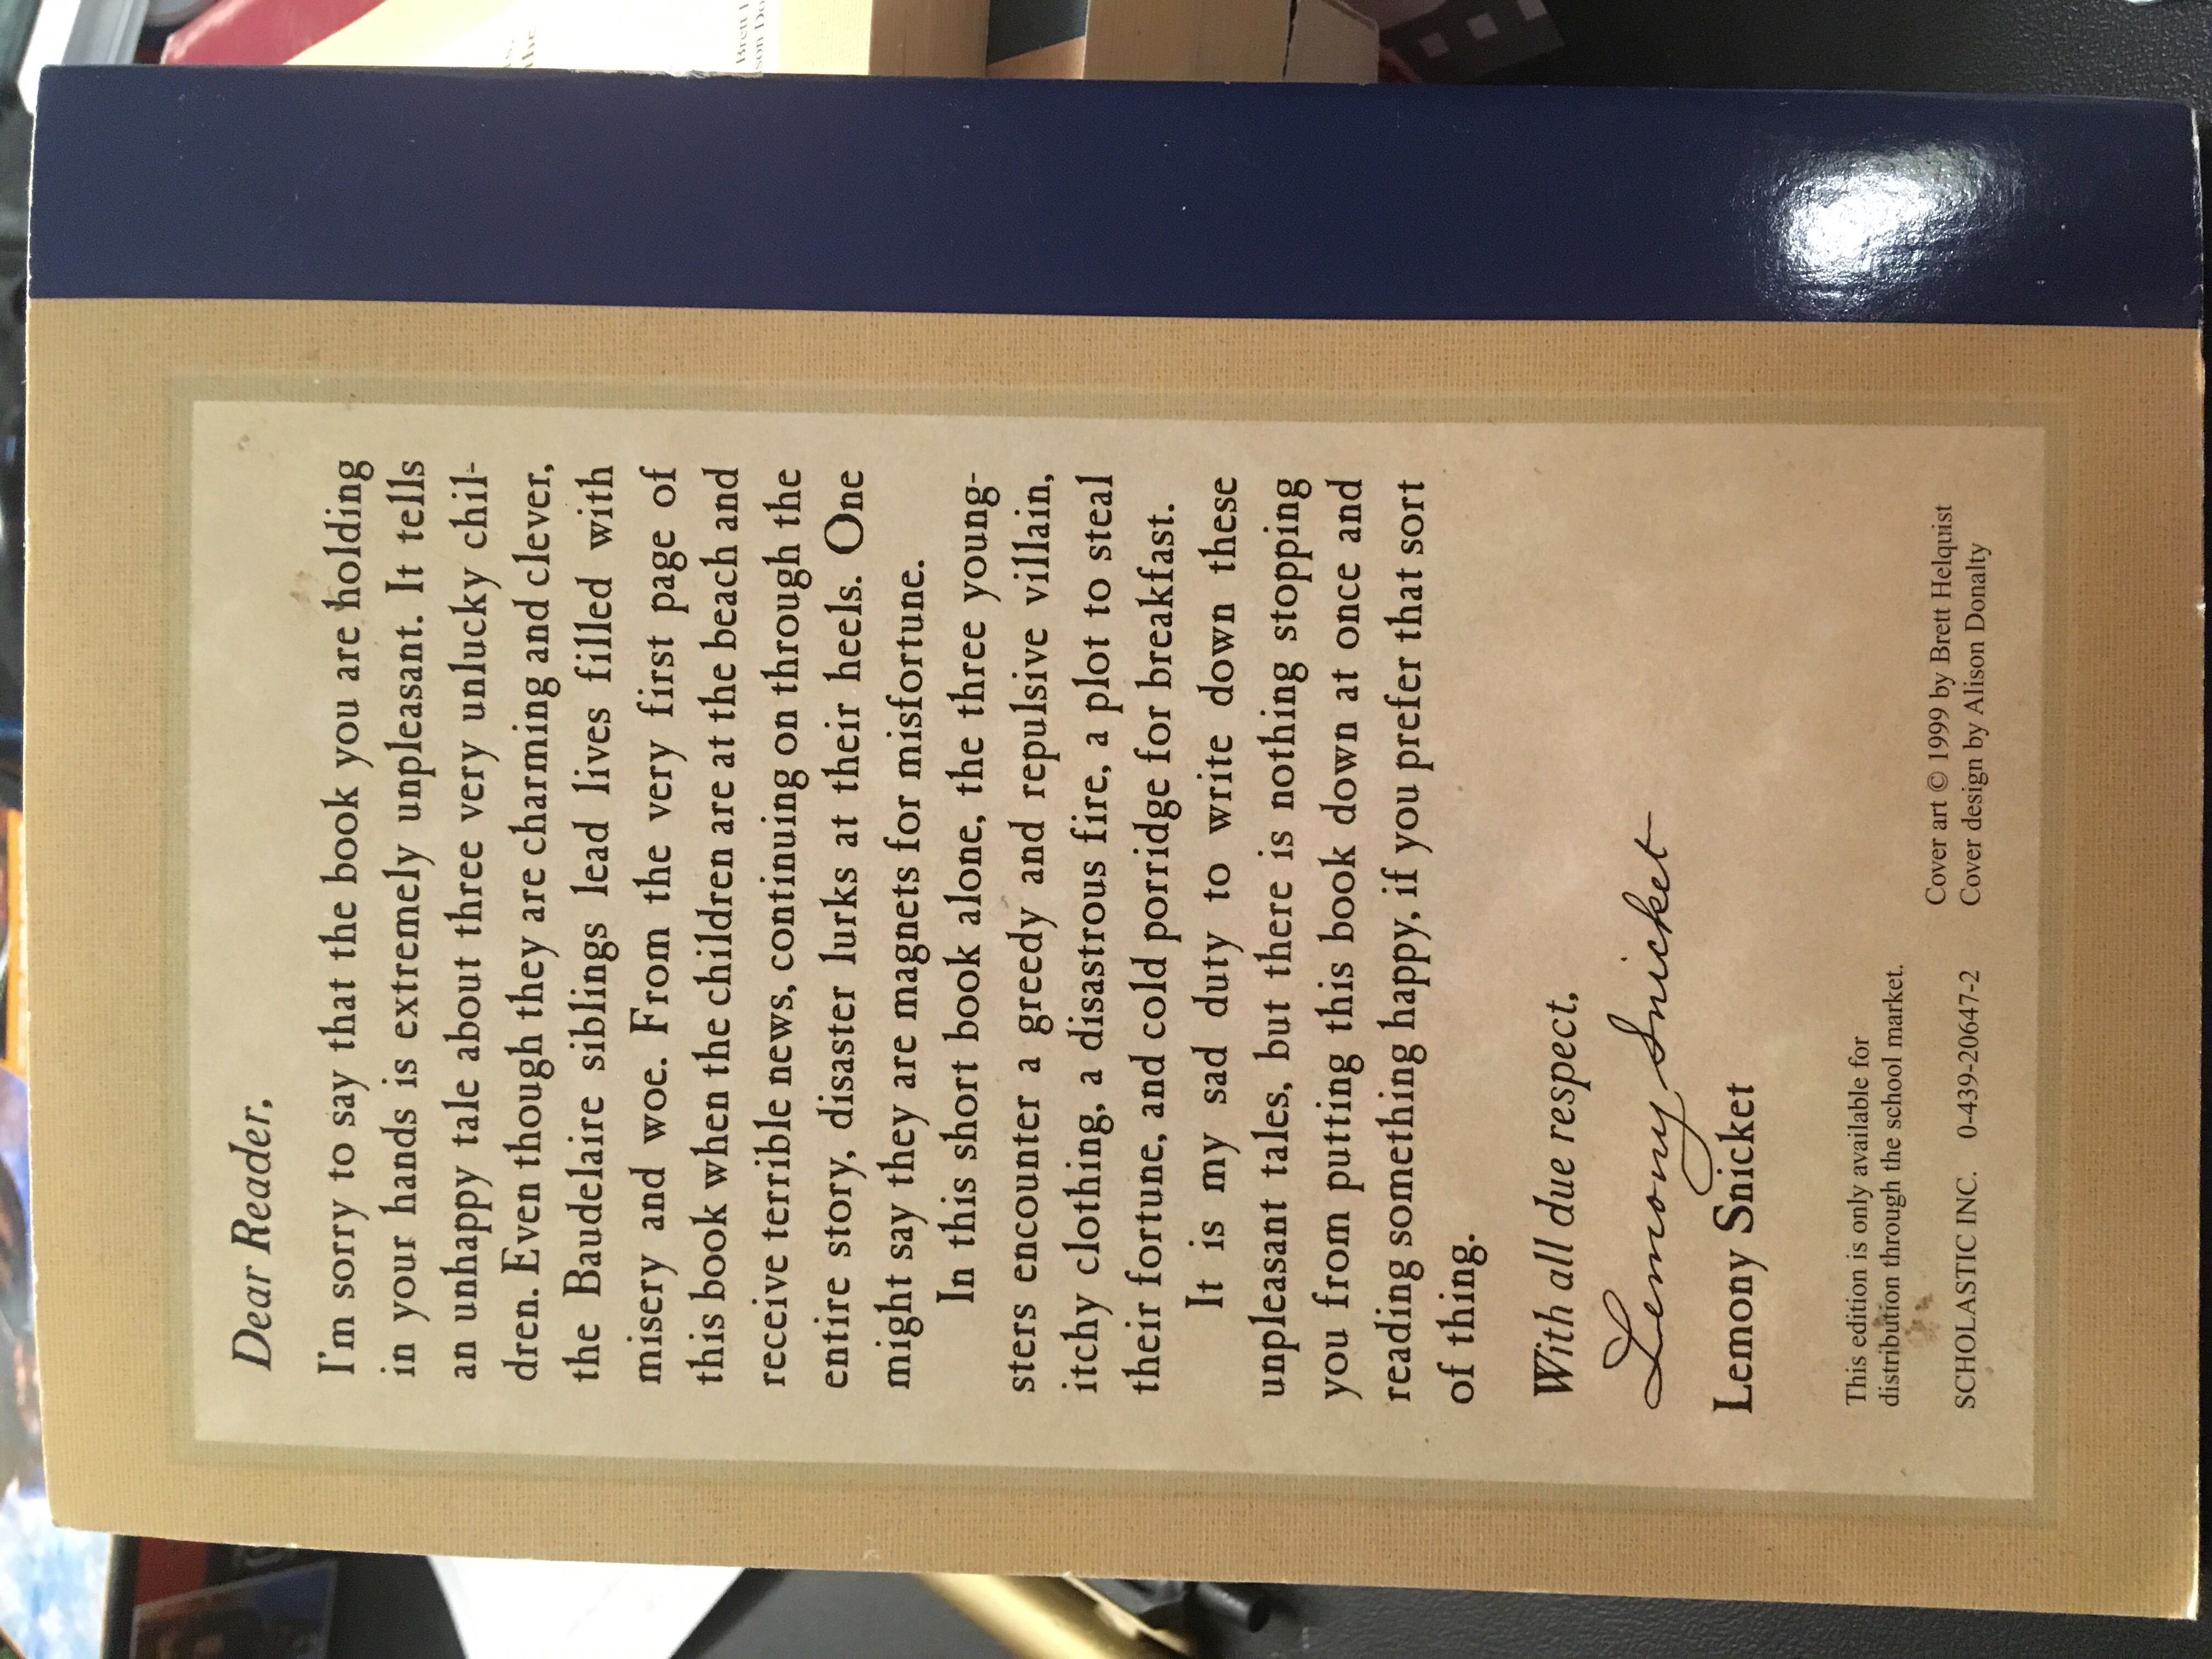 Dear Reader,
I'm sorry to say that the book you are holding
in your hands is extremely unpleasant. It tells
an unhappy tale about three very unlucky chil-
dren. Even though they are charming and clever,
the Baudelaire siblings lead lives filled with
misery and woe. From the very first page of
this book when the children are at the beach and
receive terrible news, continuing on through the
entire story, disaster lurks at their heels. One
might say they are magnets for misfortune.
In this short book alone, the three young-
sters encounter a greedy and repulsive villain,
itchy clothing, a disastrous fire, a plot to steal
their fortune, and cold porridge for breakfast.
It is my sad duty to write down these
unpleasant tales, but there is nothing stopping
you from putting this book down at once and
reading something happy, if you prefer that sort
of thing.
With all due respect,
Lemony Snicket
Lemony Snicket
This edition is only available for
distribution through the school market.
Cover art © 1999 by Brett Helquist
SCHOLASTIC INC. 0-439-20647-2 Cover design by Alison Donalty
Brett